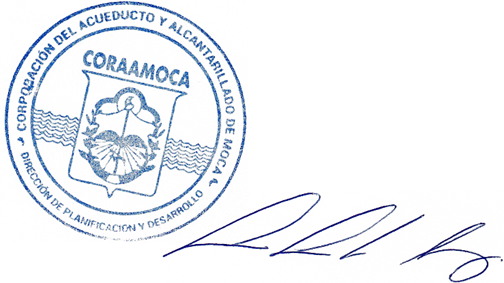 CORPORACIÓN DEL ACUEDUCTO Y ALCANTARILLADO DE MOCA
CORAAMOCA
DIRECCIÓN DE PLANIFICACIÓN Y DESARROLLO